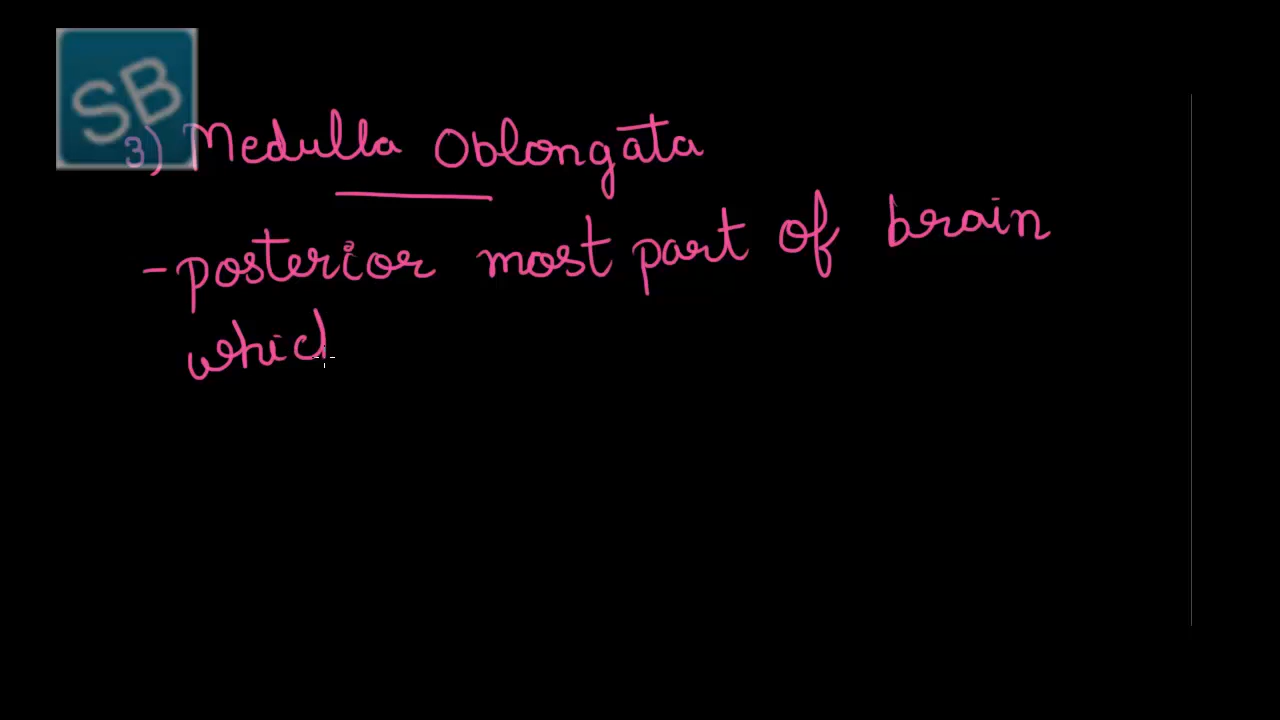 SB
3) Medulla Oblongata
- posterior most part of brain
whic